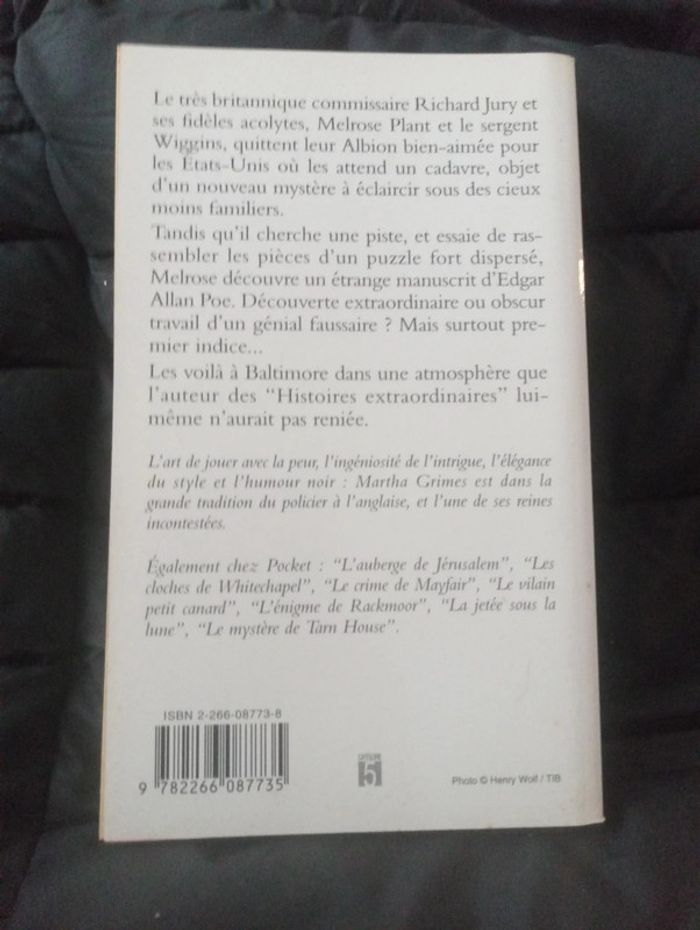 Le très britannique commissaire Richard Jury et
ses fidèles acolytes, Melrose Plant et le sergent
Wiggins, quittent leur Albion bien-aimée pour
les États-Unis où les attend un cadavre, objet
d'un nouveau mystère à éclaircir sous des cieux
moins familiers.
Tandis qu'il cherche une piste, et essaie de ras-
sembler les pièces d'un puzzle fort dispersé,
Melrose découvre un étrange manuscrit d'Edgar
Allan Poe. Découverte extraordinaire ou obscur
travail d'un génial faussaire ? Mais surtout pre-
mier indice...
Les voilà à Baltimore dans une atmosphère que
l'auteur des "Histoires extraordinaires" lui-
même n'aurait pas reniée.
L'art de jouer avec la peur, l'ingéniosité de l'intrigue, l'élégance
du style et l'humour noir : Martha Grimes est dans la
grande tradition du policier à l'anglaise, et l'une de ses reines
incontestées.
Également chez Pocket : "L'auberge de Jérusalem", "Les
cloches de Whitechapel", "Le crime de Mayfair", "Le vilain
petit canard", "L'énigme de Rackmoor", "La jetée sous la
lune", "Le mystère de Tarn House".
ISBN 2-266-08773-8
9 782266 087735
5
Photo © Henry Wolf / TIB